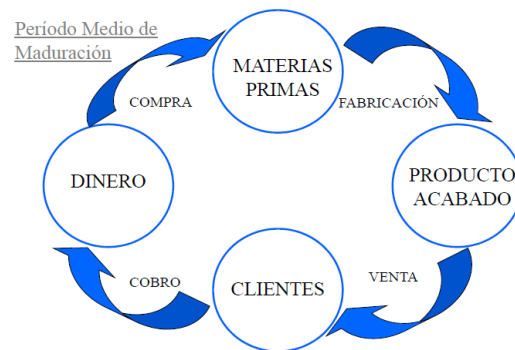 Período Medio de
Maduración
MATERIAS
PRIMAS
COMPRA
FABRICACIÓN
DINERO
PRODUCTO
ACABADO
COBRO
CLIENTES
VENTA